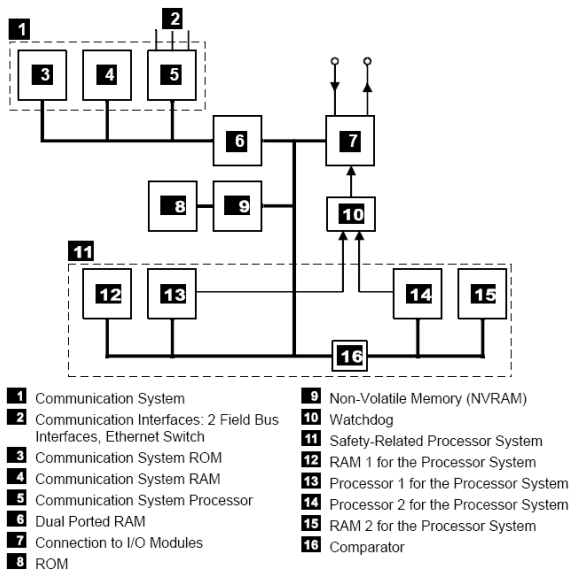 1
2
3
4
5
6
7
8
9
10
11
12
13
14
15
16
1 Communication System
2 Communication Interfaces: 2 Field Bus
Interfaces, Ethernet Switch
3 Communication System ROM
4 Communication System RAM
5 Communication System Processor
6 Dual Ported RAM
7 Connection to I/O Modules
8 ROM
9 Non-Volatile Memory (NVRAM)
10 Watchdog
11 Safety-Related Processor System
12 RAM 1 for the Processor System
13 Processor 1 for the Processor System
14 Processor 2 for the Processor System
15 RAM 2 for the Processor System
16 Comparator